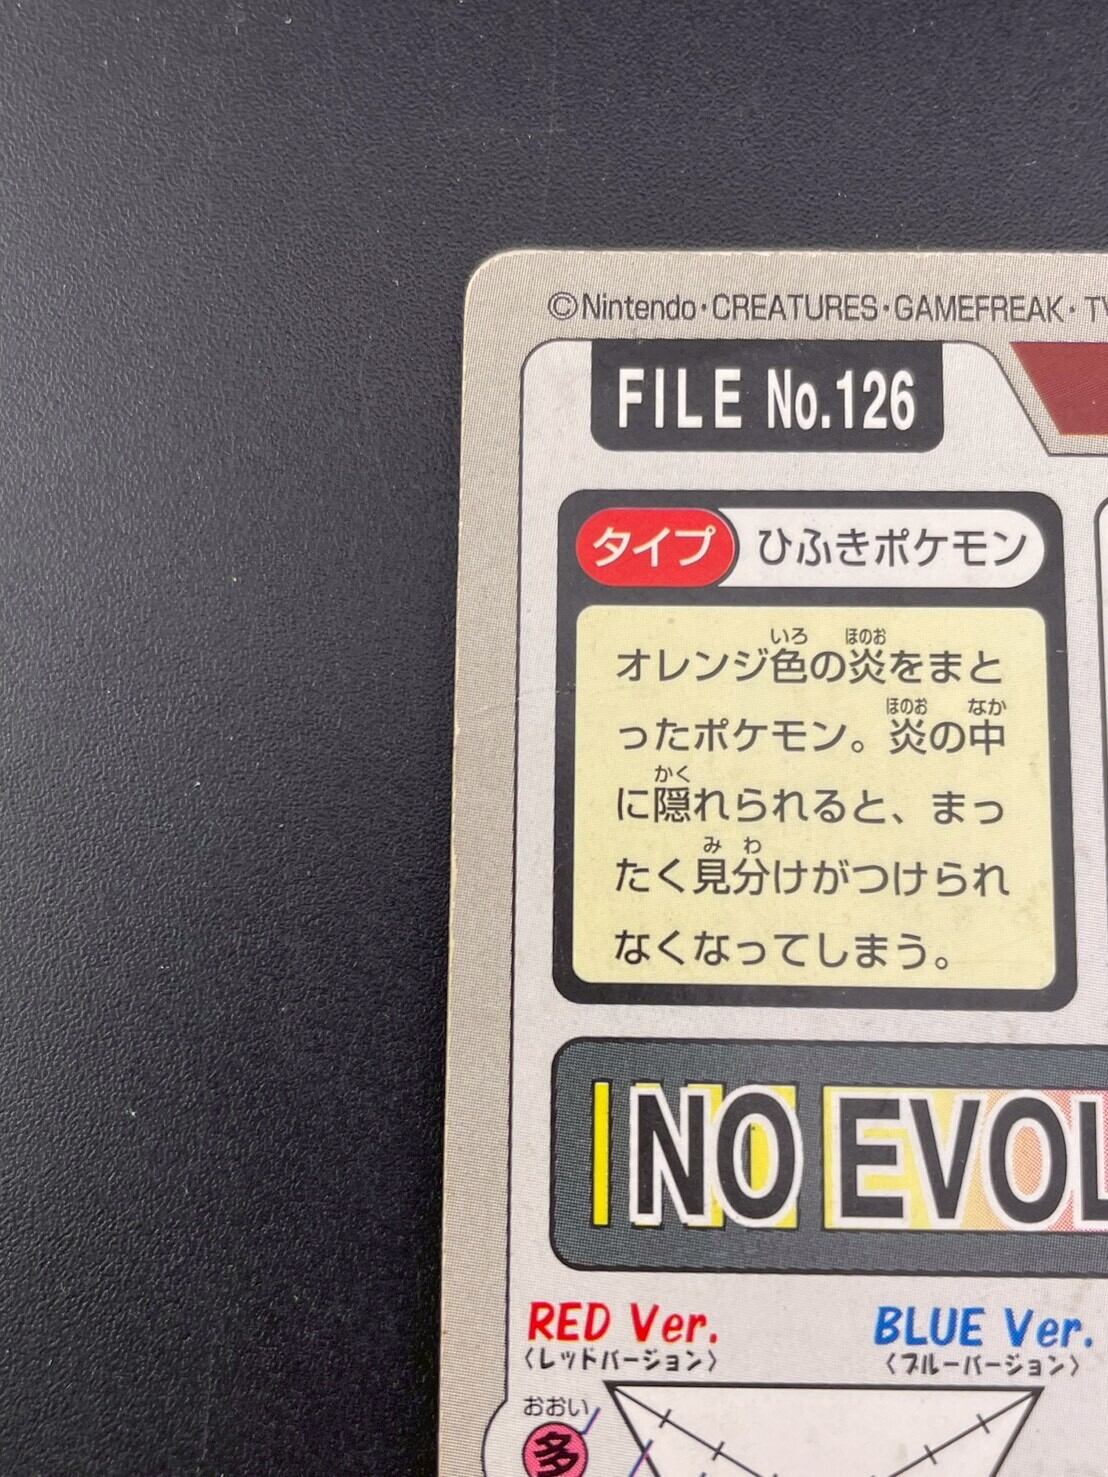 ©Nintendo・CREATURES・GAMEFREAK・TV
FILE No.126
タイプ ひふきポケモン
いろ ほのお
オレンジ色の炎をまと
ほのお なか
ったポケモン。炎の中
かく
に隠れられると、まっ
み わ
たく見分けがつけられ
なくなってしまう。
NO EVOL
RED Ver. BLUE Ver.
〈レッドバージョン〉 〈ブルーバージョン〉
おおい
多